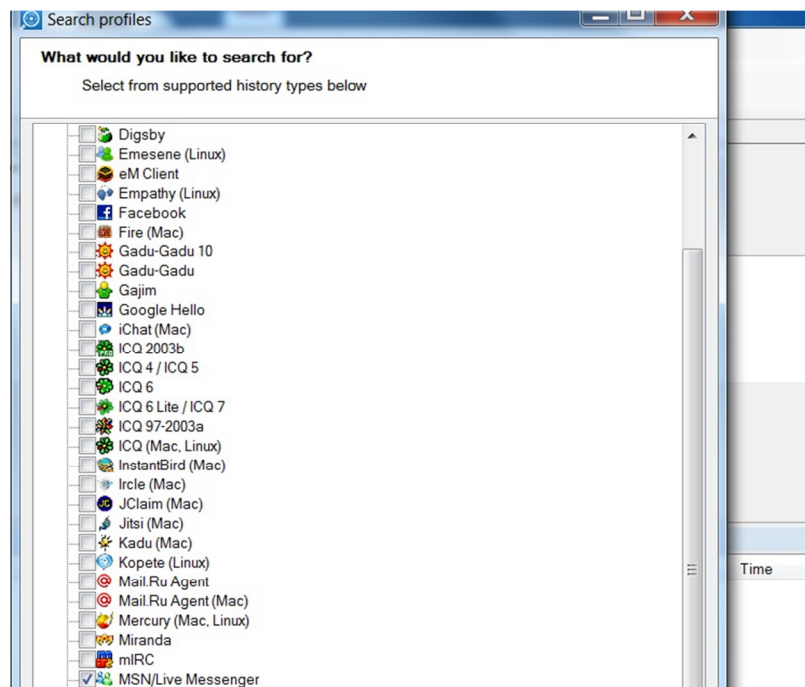 Search profiles
What would you like to search for?
Select from supported history types below
Digsby
Emesene (Linux)
eM Client
Empathy (Linux)
Facebook
Fire (Mac)
Gadu-Gadu 10
Gadu-Gadu
Gajim
Google Hello
iChat (Mac)
ICQ 2003b
ICQ 4 / ICQ 5
ICQ 6
ICQ 6 Lite / ICQ 7
ICQ 97-2003a
ICQ (Mac, Linux)
InstantBird (Mac)
Ircle (Mac)
JClaim (Mac)
Jitsi (Mac)
Kadu (Mac)
Kopete (Linux)
Time
Mail.Ru Agent
Mail.Ru Agent (Mac)
Mercury (Mac, Linux)
Miranda
mIRC
MSN/Live Messenger